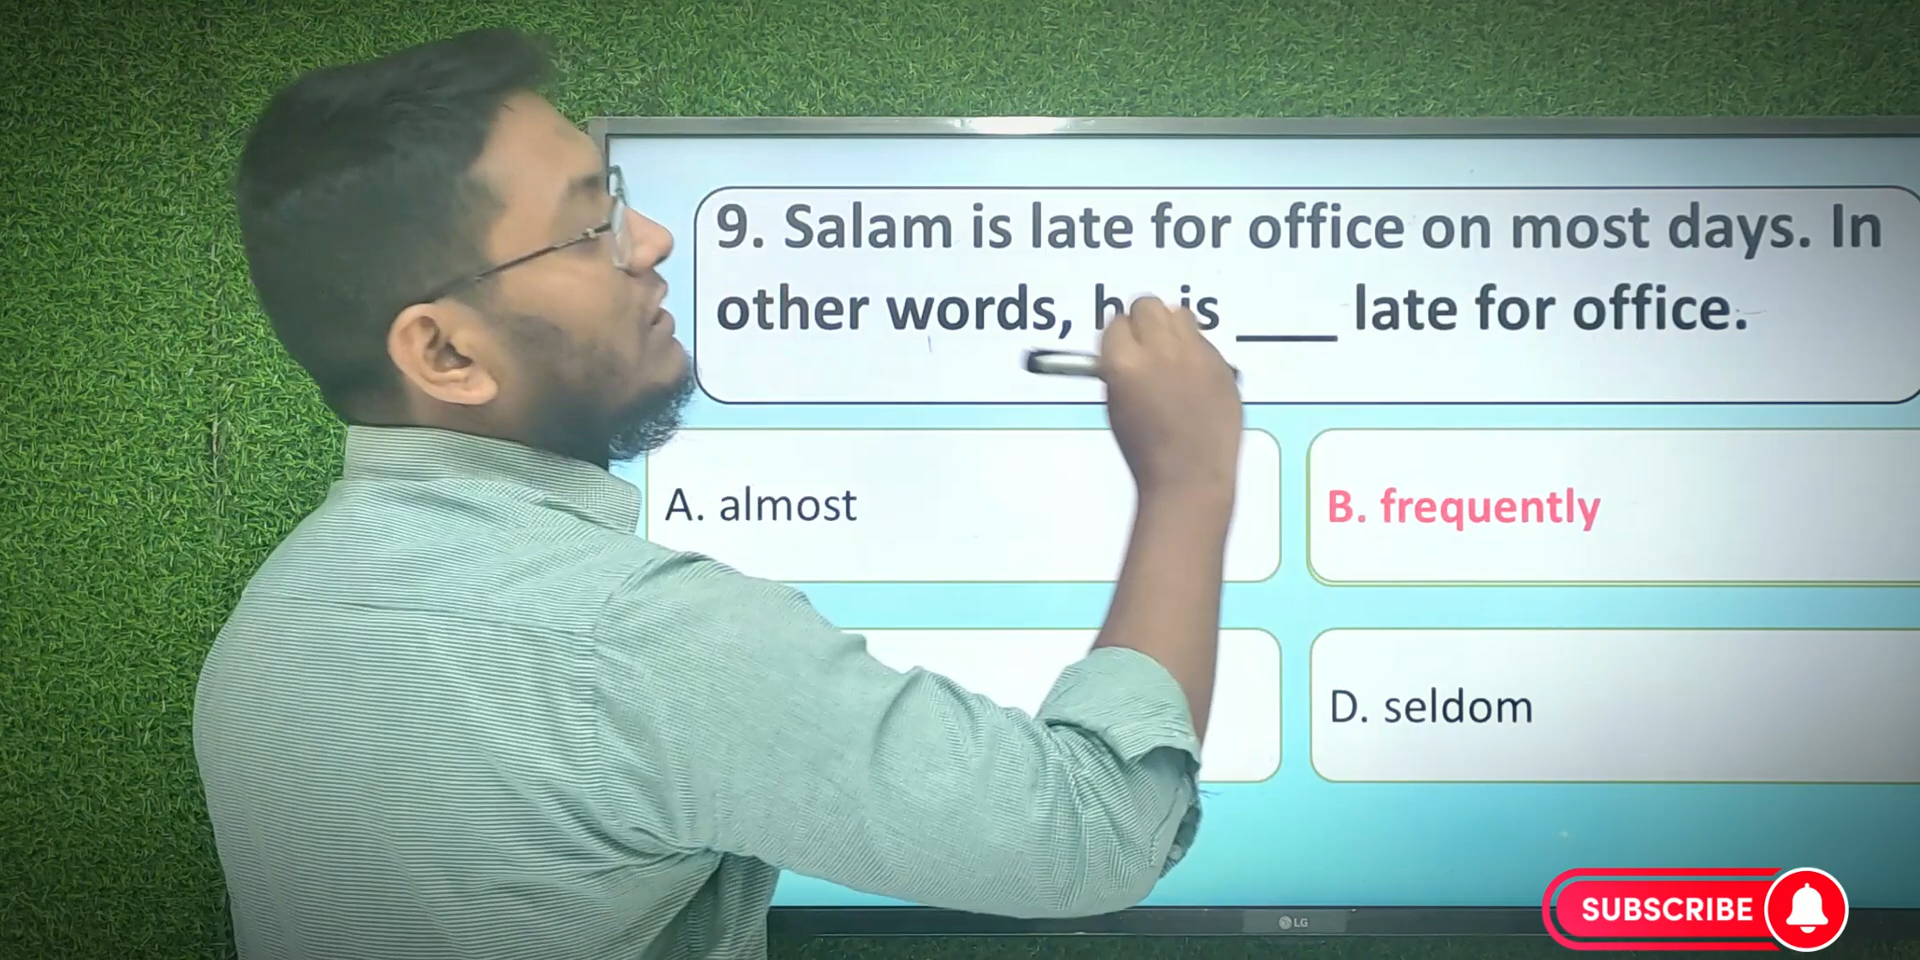 9. Salam is late for office on most days. In
other words, is ____ late for office.
A. almost
B. frequently
D. seldom
SUBSCRIBE
LG